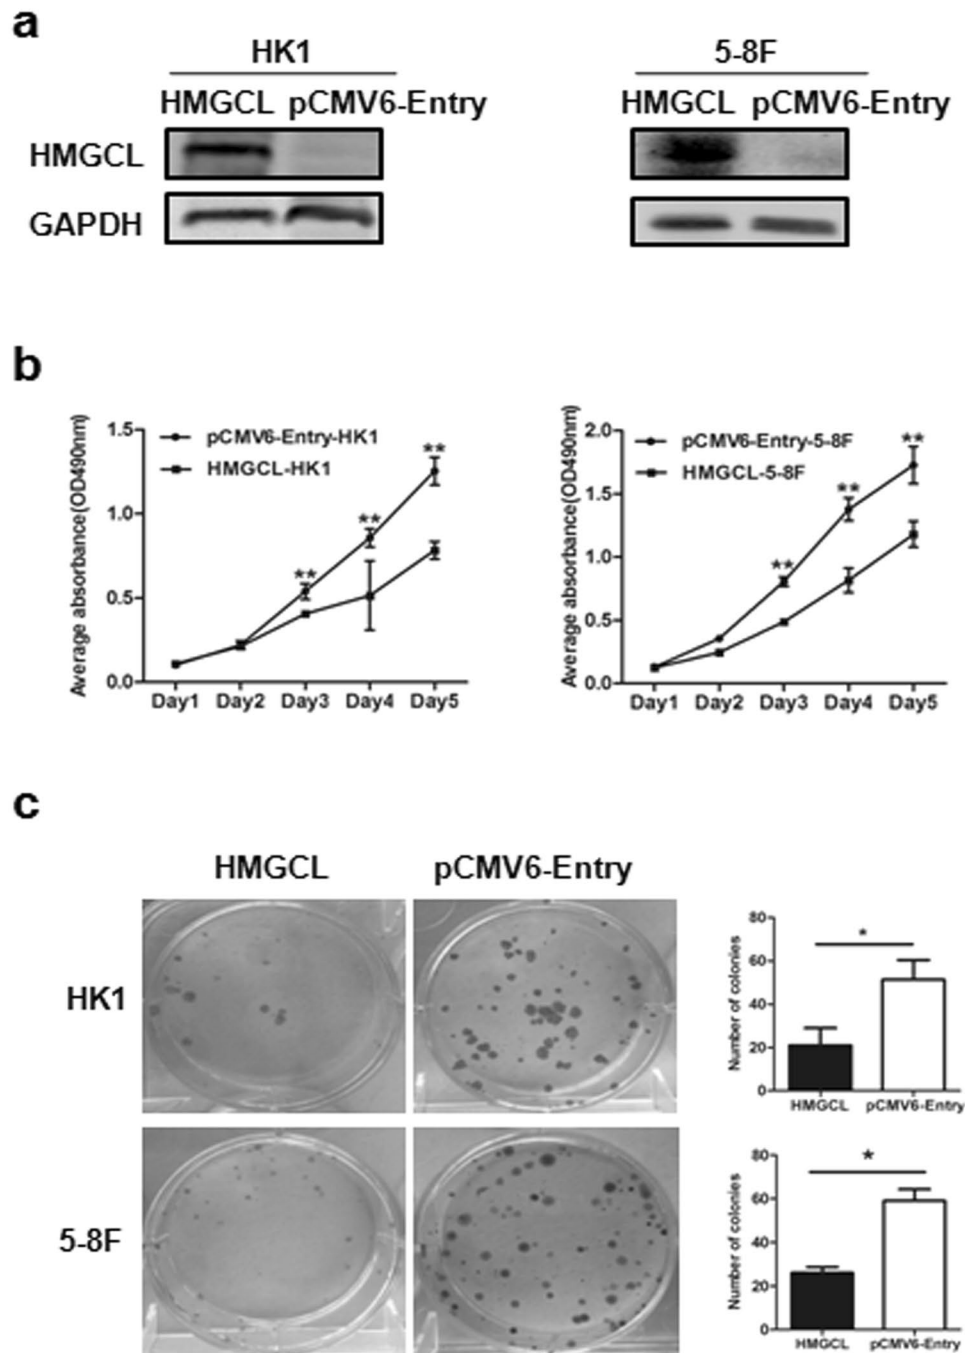 a
HK1
5-8F
HMGCL pCMV6-Entry
HMGCL pCMV6-Entry
HMGCL
GAPDH
b
Average absorbance(OD490nm)
1.5
1.0
0.5
0.0
pCMV6-Entry-HK1
HMGCL-HK1
**
**
**
Day1 Day2 Day3 Day4 Day5
Average absorbance(OD490nm)
2.0
1.5
1.0
0.5
0.0
pCMV6-Entry-5-8F
HMGCL-5-8F
**
**
**
Day1 Day2 Day3 Day4 Day5
c
HMGCL
pCMV6-Entry
HK1
Number of colonies
80
60
40
20
0
*
HMGCL pCMV6-Entry
5-8F
Number of colonies
80
60
40
20
0
*
HMGCL pCMV6-Entry